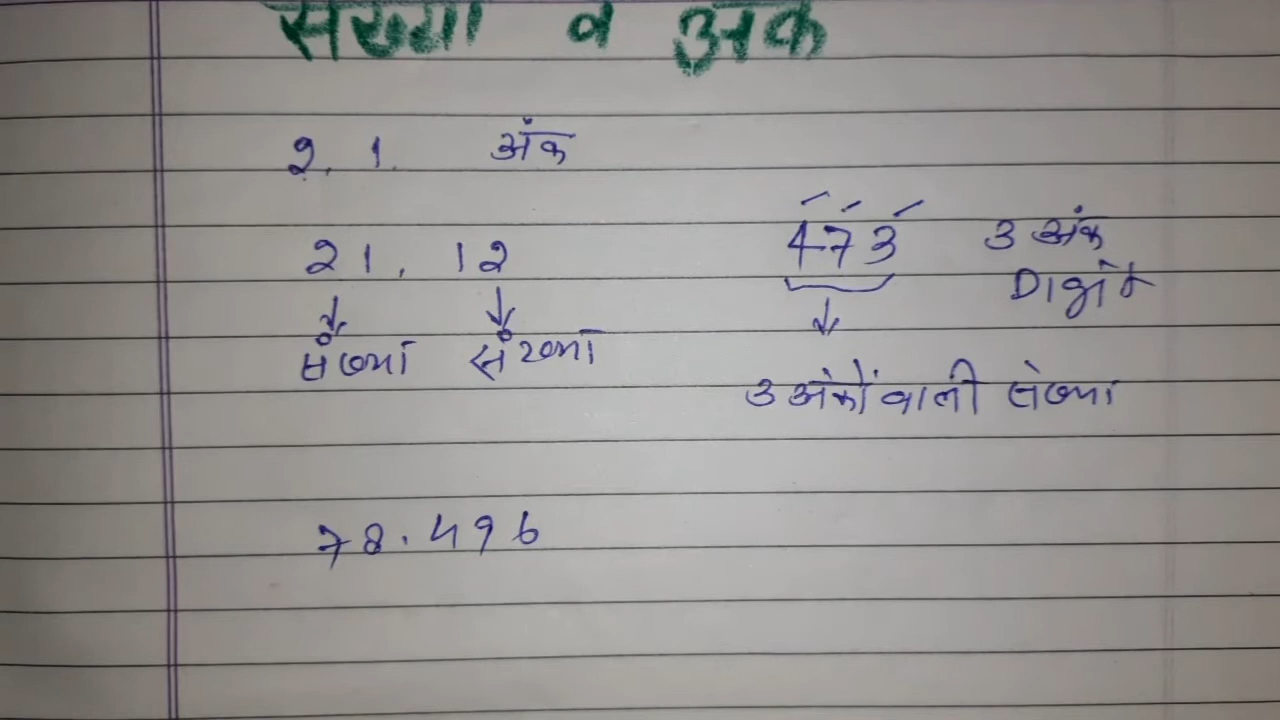 संख्या व अंक
2. 1. अंक
21. 12
संख्या संख्या
473 3 अंक
Digit
3 अंकों वाली संख्या
78.496